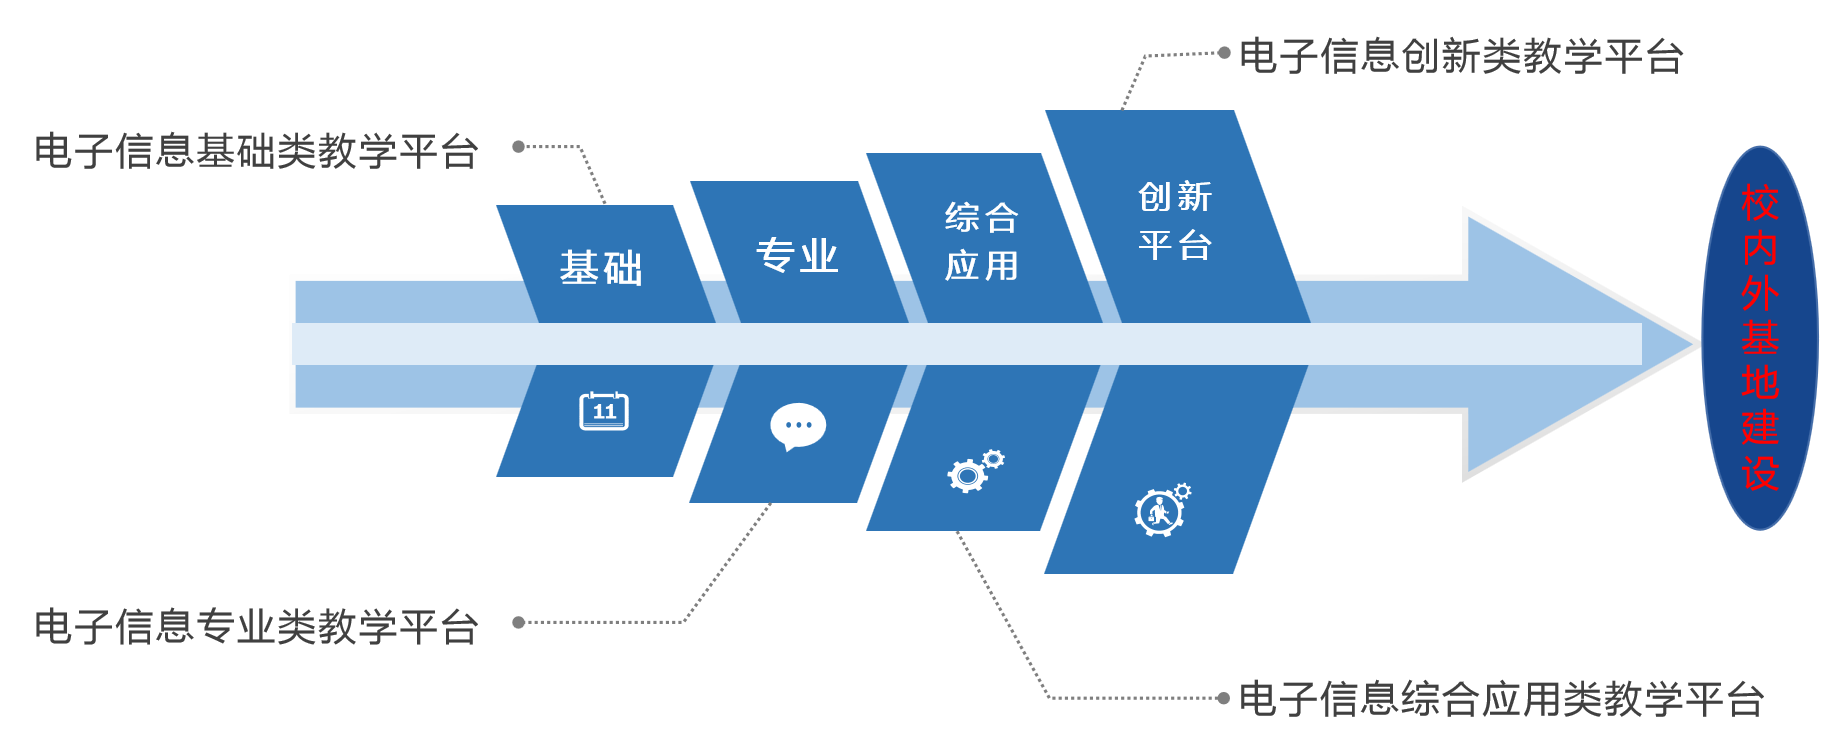 电子信息创新类教学平台
电子信息基础类教学平台
基础
专业
综合
应用
创新
平台
11
校内外基地建设
电子信息专业类教学平台
电子信息综合应用类教学平台